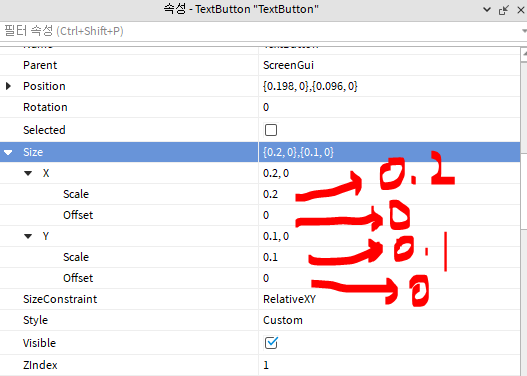 속성 - TextButton "TextButton"
필터 속성 (Ctrl+Shift+P)
Name TextButton
Parent ScreenGui
Position {0.198, 0},{0.096, 0}
Rotation 0
Selected
Size {0.2, 0},{0.1, 0}
X 0.2, 0
Scale 0.2 0.2
Offset 0 0
Y 0.1, 0
Scale 0.1 0.1
Offset 0 0
SizeConstraint RelativeXY
Style Custom
Visible
ZIndex 1